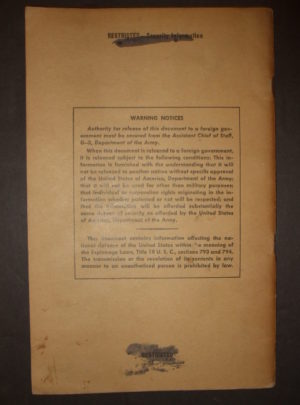 RESTRICTED Security Information
WARNING NOTICES
Authority for release of this document to a foreign gov-
ernment must be secured from the Assistant Chief of Staff,
G-2, Department of the Army.
When this document is released to a foreign government,
it is released subject to the following conditions: This in-
formation is furnished with the understanding that it will
not be released to another nation without specific approval
of the United States of America, Department of the Army;
that it will not be used for other than military purposes;
that individual or corporation rights originating in the in-
formation whether patented or not will be respected; and
that the information will be afforded substantially the
same degree of security as afforded by the United States
of America, Department of the Army.
This document contains information affecting the na-
tional defense of the United States within meaning of
the Espionage Laws, Title 18 U. S. C., sections 793 and 794.
The transmission or the revelation of its contents in any
manner to an unauthorized person is prohibited by law.
RESTRICTED